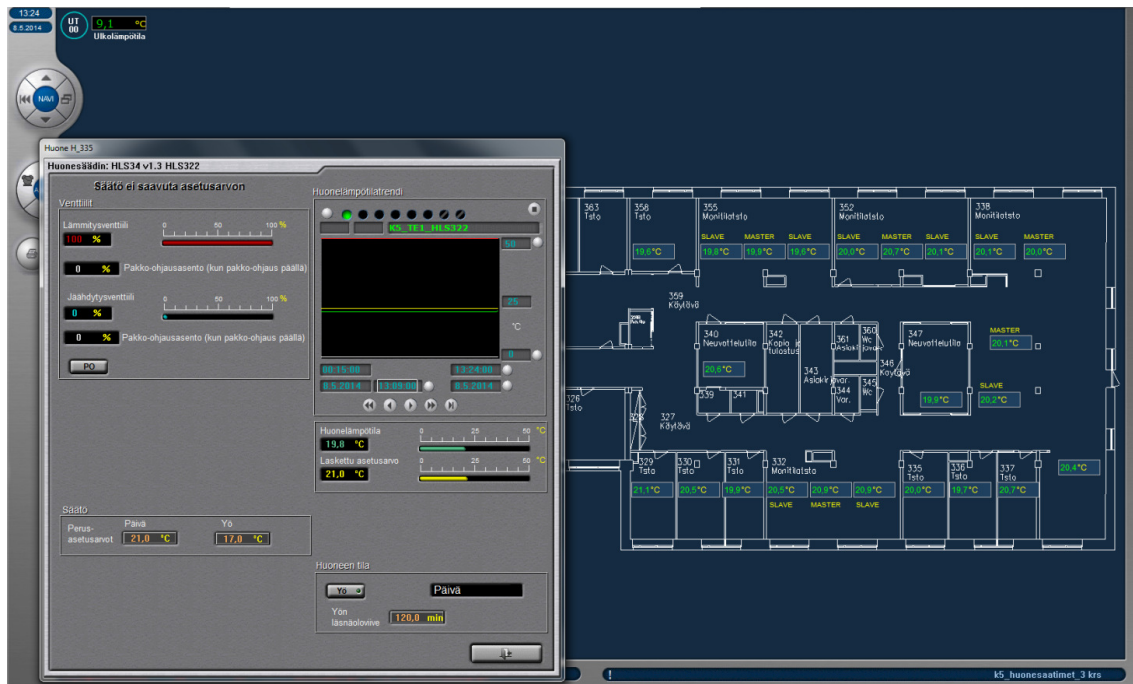 13:24
8.5.2014
UT
00
9,1 °C
Ulkolämpötila
NAVI
Huone H_335
Huonesäädin: HLS34 v1.3 HLS322
Säätö ei saavuta asetusarvon
Venttiilit
Lämmitysventtiili
0 50 100 %
100 %
0 % Pakko-ohjausasento (kun pakko-ohjaus päällä)
Jäähdytysventtiili
0 50 100 %
0 %
0 % Pakko-ohjausasento (kun pakko-ohjaus päällä)
PO
Huonelämpötilatrendi
K5_TE1_HLS322
50
25
°C
0
00:15:00 13:24:00
8.5.2014 13:09:00 8.5.2014
Huonelämpötila
0 25 50 °C
19,8 °C
Laskettu asetusarvo
0 25 50 °C
21,0 °C
Säätö
Perus-
asetusarvot
Päivä Yö
21,0 °C 17,0 °C
Huoneen tila
Yö Päivä
Yön
läsnäoloviive
120,0 min
363
Tsto
358
Tsto
19,6°C
355
Monitilatsto
SLAVE MASTER SLAVE
19,8°C 19,9°C 19,6°C
352
Monitilatsto
SLAVE MASTER SLAVE
20,0°C 20,7°C 20,1°C
338
Monitilatsto
SLAVE MASTER
20,1°C 20,0°C
359
Käytävä
340
Neuvottelutila
20,6°C
342
Kopio ja
tulostus
343
Asiakirjavar.
361
360
Wc
344
Var.
345
Wc
346
Käytävä
347
Neuvottelutila
19,9°C
MASTER
20,1°C
SLAVE
20,2°C
339
341
326
Tsto
328
327
Käytävä
329
21,1°C
330
Tsto
20,5°C
331
Tsto
19,9°C
332
Monitilatsto
20,5°C 20,9°C 20,9°C
SLAVE MASTER SLAVE
335
Tsto
20,0°C
336
Tsto
19,7°C
337
Tsto
20,7°C
20,4°C
!
k5_huonesaatimet_3 krs